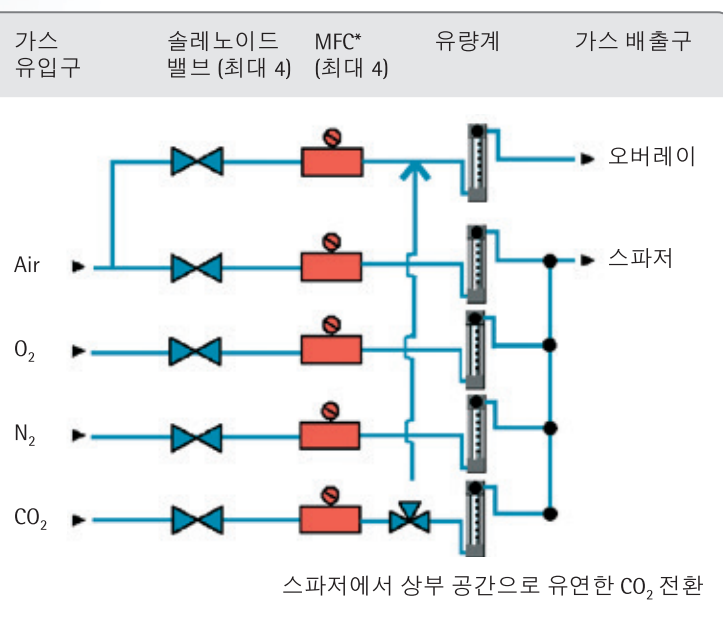 가스
유입구
솔레노이드
밸브 (최대 4)
MFC*
(최대 4)
유량계
가스 배출구
오버레이
Air
스파저
O₂
N₂
CO₂
스파저에서 상부 공간으로 유연한 CO₂ 전환